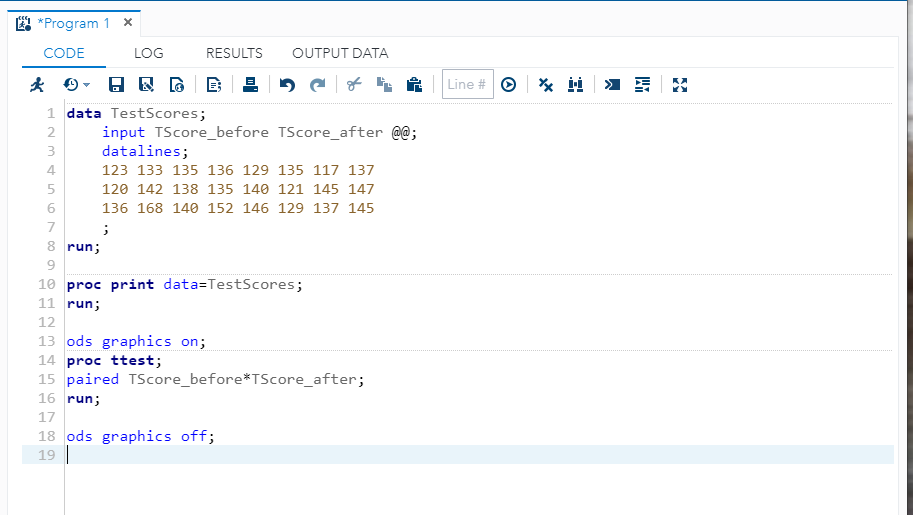 *Program 1 ×
CODE LOG RESULTS OUTPUT DATA
Line #
1 data TestScores;
2 input TScore_before TScore_after @@;
3 datalines;
4 123 133 135 136 129 135 117 137
5 120 142 138 135 140 121 145 147
6 136 168 140 152 146 129 137 145
7 ;
8 run;
9
10 proc print data=TestScores;
11 run;
12
13 ods graphics on;
14 proc ttest;
15 paired TScore_before*TScore_after;
16 run;
17
18 ods graphics off;
19